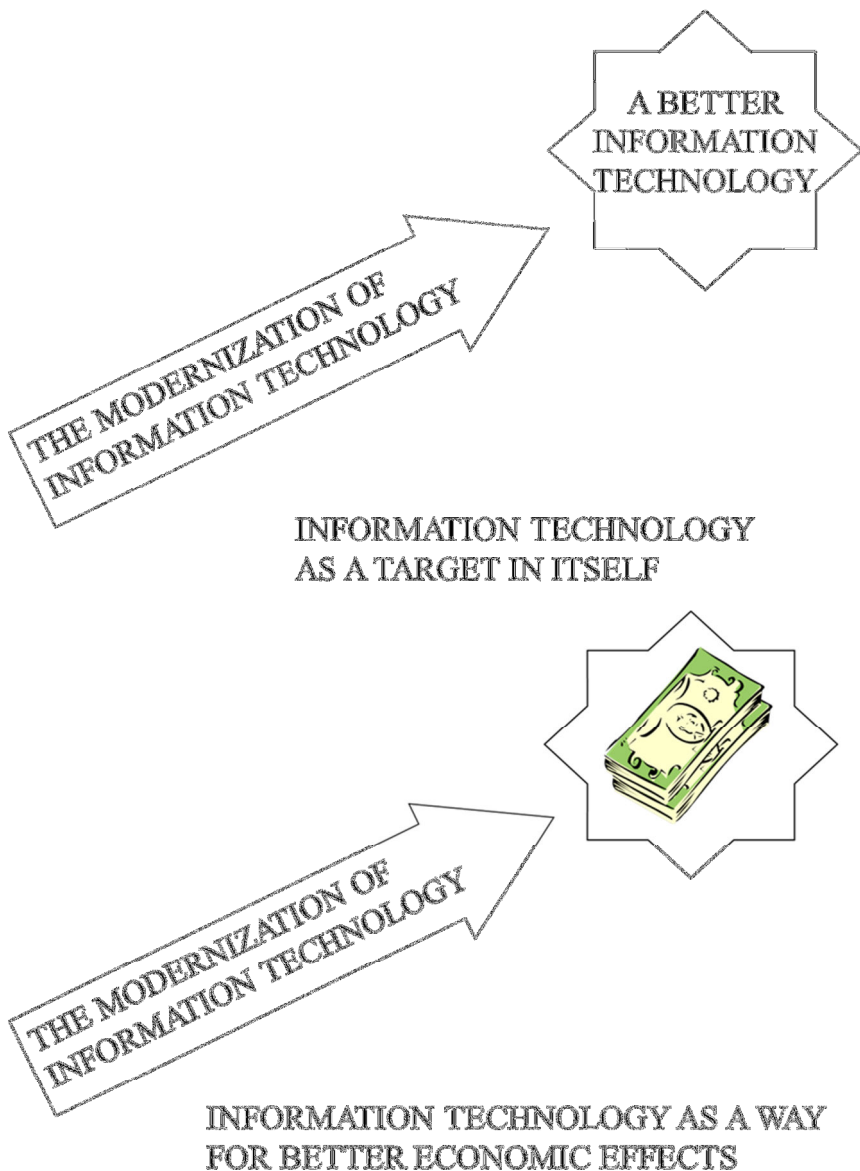 A BETTER
INFORMATION
TECHNOLOGY
THE MODERNIZATION OF
INFORMATION TECHNOLOGY
INFORMATION TECHNOLOGY
AS A TARGET IN ITSELF
THE MODERNIZATION OF
INFORMATION TECHNOLOGY
INFORMATION TECHNOLOGY AS A WAY
FOR BETTER ECONOMIC EFFECTS